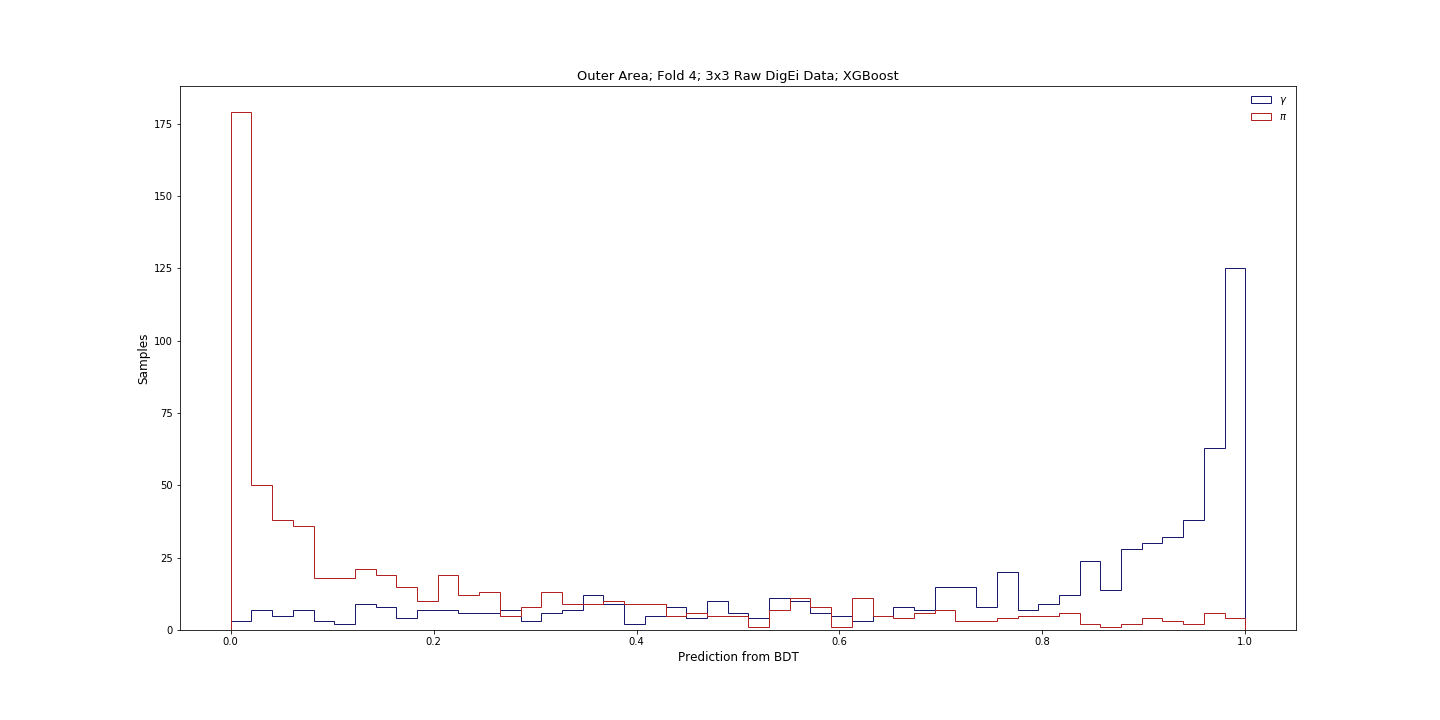 Outer Area; Fold 4; 3x3 Raw DigEi Data; XGBoost
γ
π
175
150
125
100
75
50
25
0
Samples
0.0 0.2 0.4 0.6 0.8 1.0
Prediction from BDT